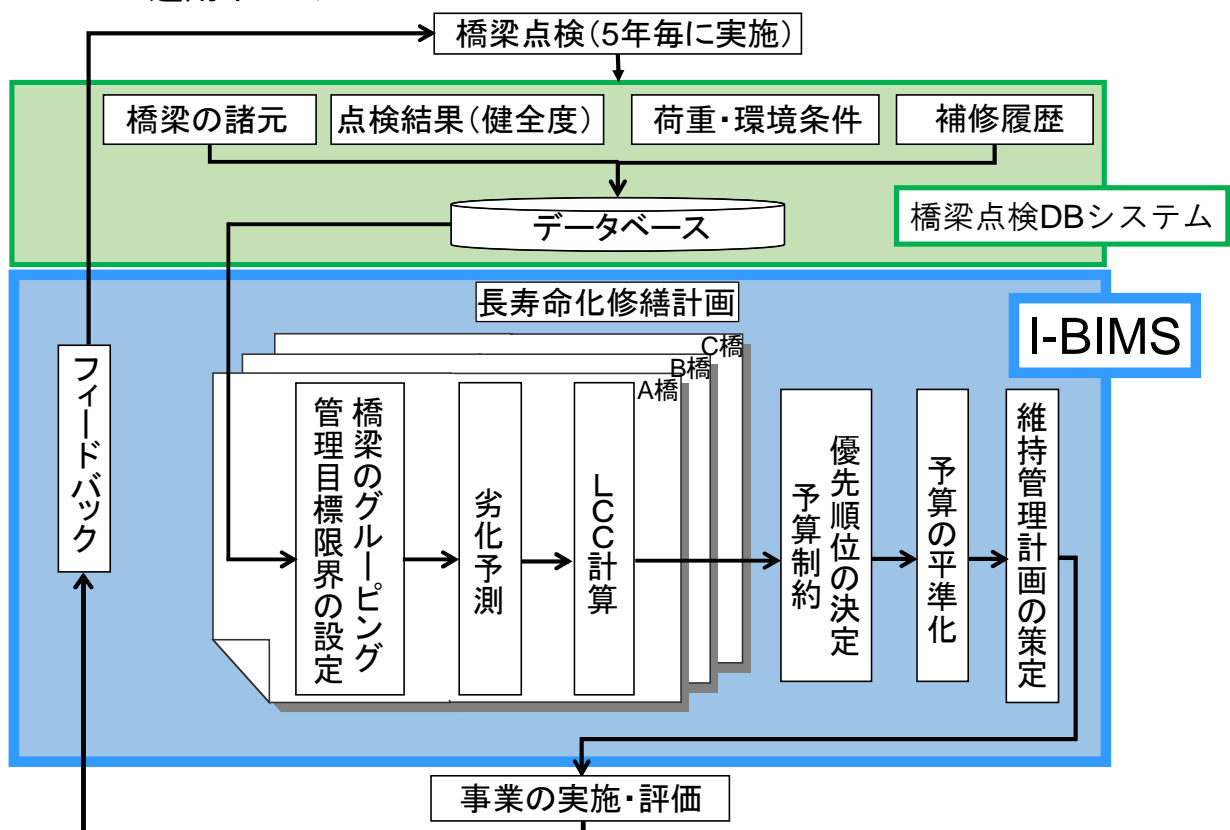 橋梁点検(5年毎に実施)
橋梁の諸元
点検結果(健全度)
荷重・環境条件
補修履歴
データベース
橋梁点検DBシステム
長寿命化修繕計画
I-BIMS
C橋
B橋
A橋
フィードバック
橋梁のグルーピング
管理目標限界の設定
劣化予測
LCC計算
優先順位の決定
予算制約
予算の平準化
維持管理計画の策定
事業の実施・評価